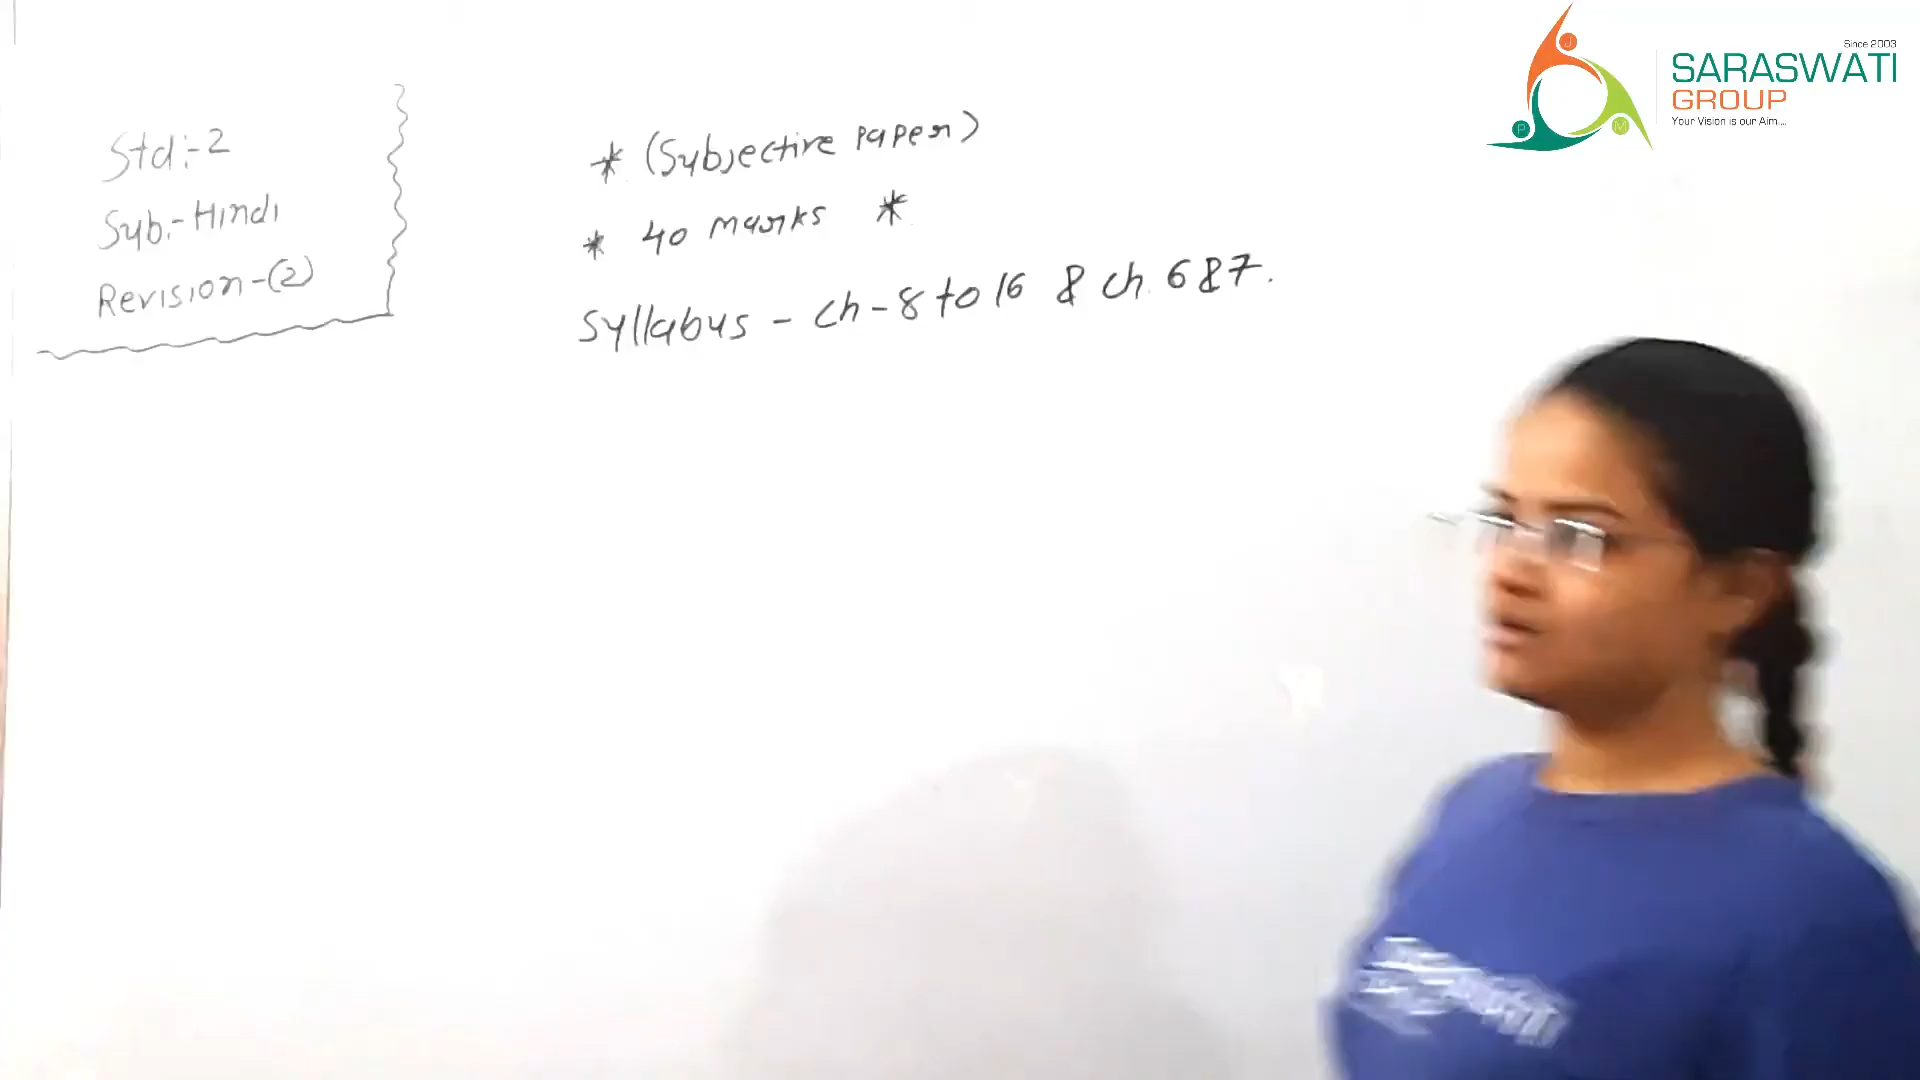 Std:-2
Sub:-Hindi
Revision-(2)
* (Subjective paper)
* 40 marks *
Syllabus - ch-8 to 16 & ch. 6 & 7.
Since 2003
SARASWATI
GROUP
Your Vision is our Aim....
J
P
M